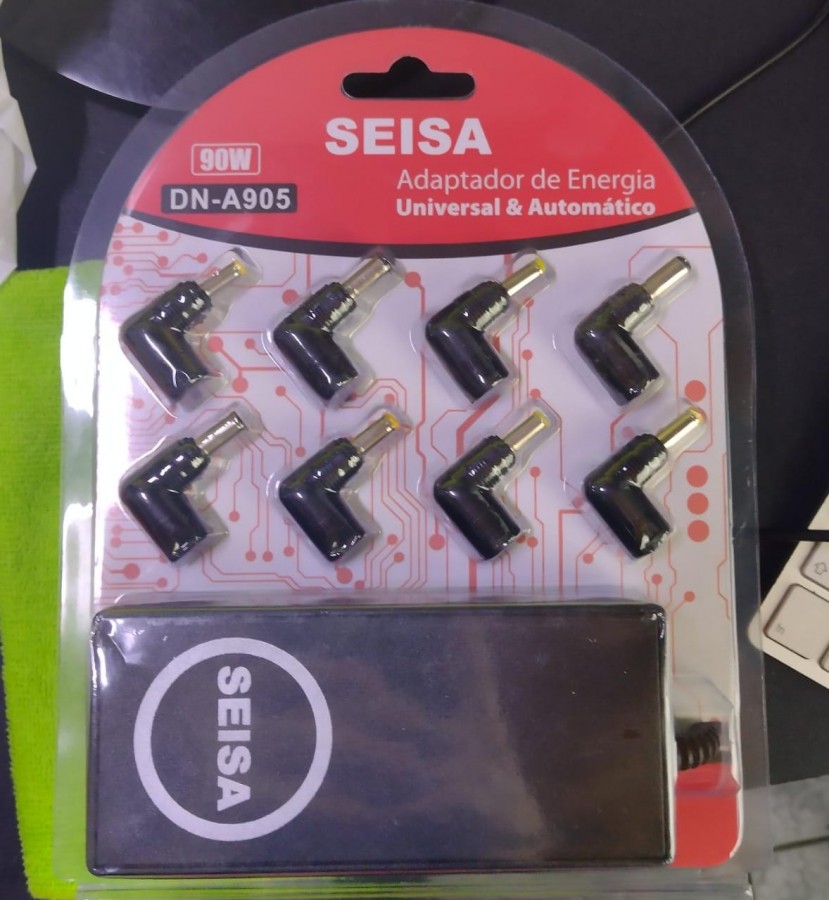 SEISA
90W
DN-A905
Adaptador de Energia
Universal & Automático
SEISA